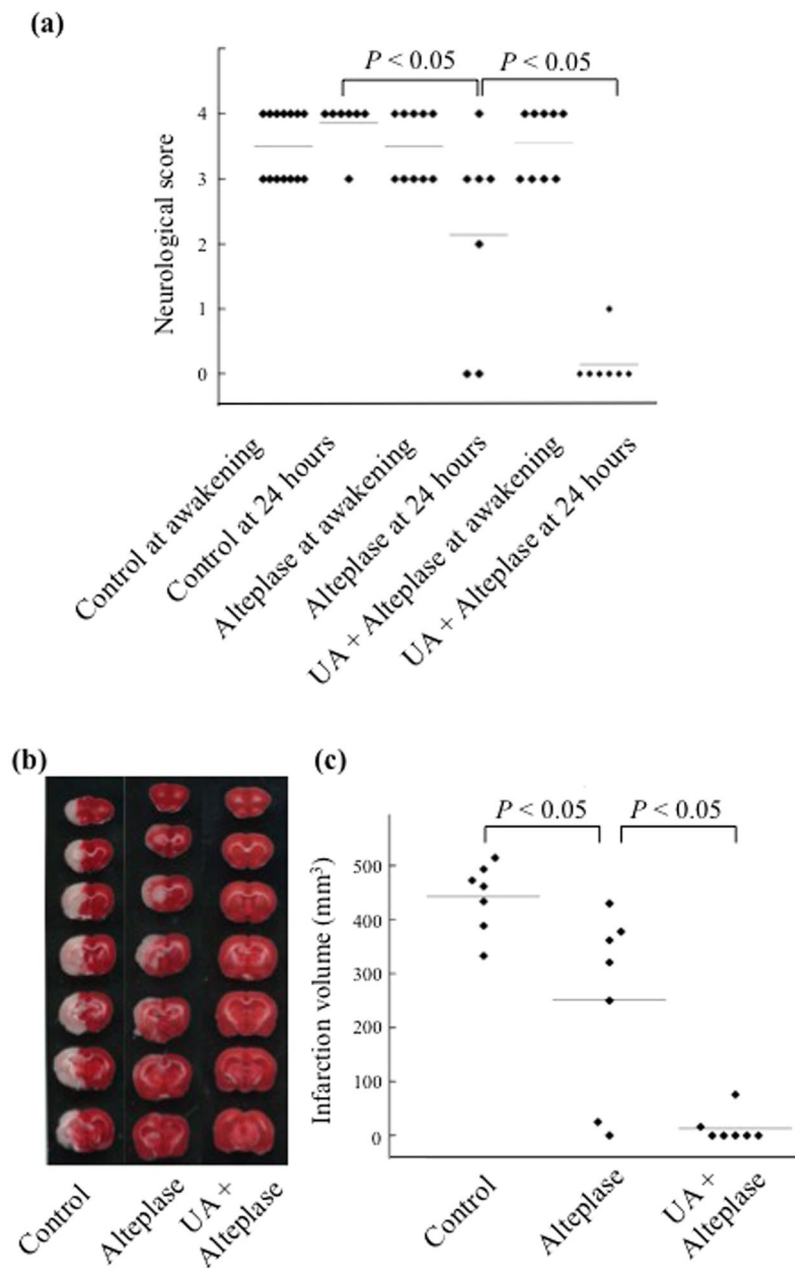 (a)
P < 0.05
P < 0.05
Neurological score
4
3
2
1
0
Control at awakening
Control at 24 hours
Alteplase at awakening
Alteplase at 24 hours
UA + Alteplase at awakening
UA + Alteplase at 24 hours
(b)
Control
Alteplase
UA +
Alteplase
(c)
P < 0.05
P < 0.05
Infarction volume (mm³)
500
400
300
200
100
0
Control
Alteplase
UA +
Alteplase